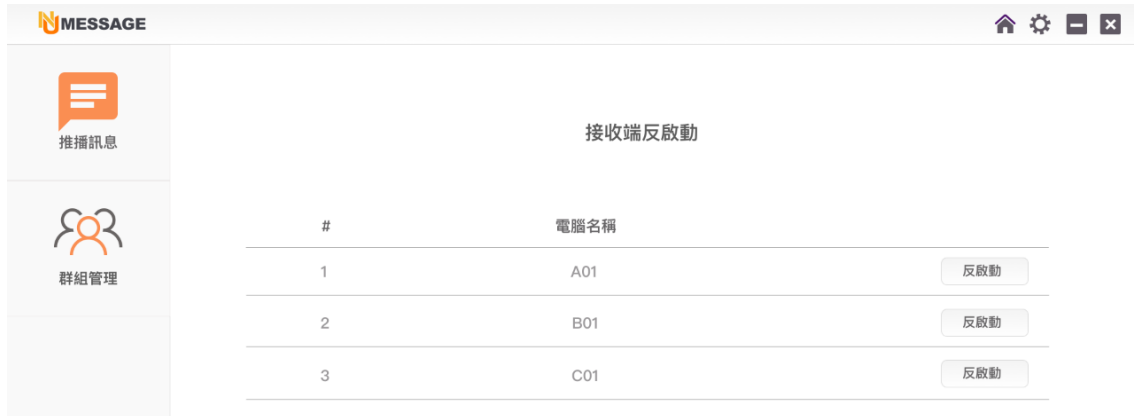 NUMESSAGE
推播訊息
群組管理
接收端反啟動
# 電腦名稱
1 A01 反啟動
2 B01 反啟動
3 C01 反啟動